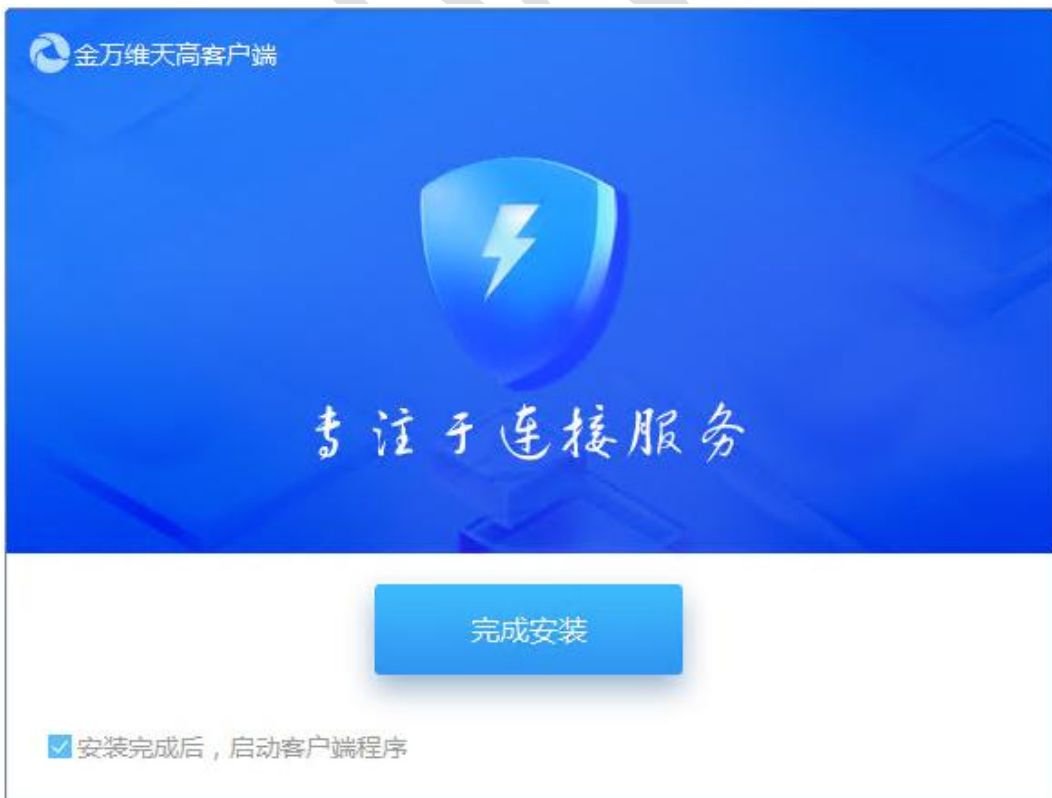 金万维天高客户端
专注于连接服务
完成安装
安装完成后，启动客户端程序